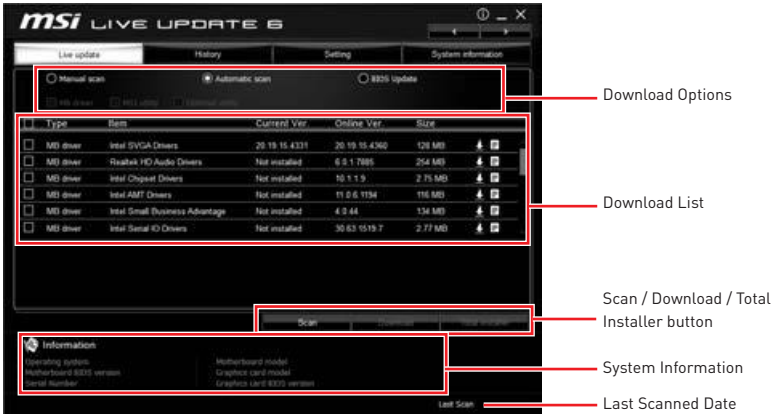 msi LIVE UPDATE 6
Live update History Setting System information
Manual scan Automatic scan BIOS Update
MB driver MSI utility
Type Item Current Ver. Online Ver. Size
MB driver Intel SVGA Drivers 20.19.15.4331 20.19.15.4360 128 MB
MB driver Realtek HD Audio Drivers Not installed 6.0.1.7885 254 MB
MB driver Intel Chipset Drivers Not installed 10.1.1.9 2.75 MB
MB driver Intel AMT Drivers Not installed 11.0.6.1194 116 MB
MB driver Intel Small Business Advantage Not installed 4.0.44 134 MB
MB driver Intel Serial IO Drivers Not installed 30.63.1519.7 2.77 MB
Scan Download Total Installer
Information
Operating system Motherboard model
Motherboard BIOS version Graphics card model
Serial Number Graphics card BIOS version
Last Scan
Download Options
Download List
Scan / Download / Total
Installer button
System Information
Last Scanned Date